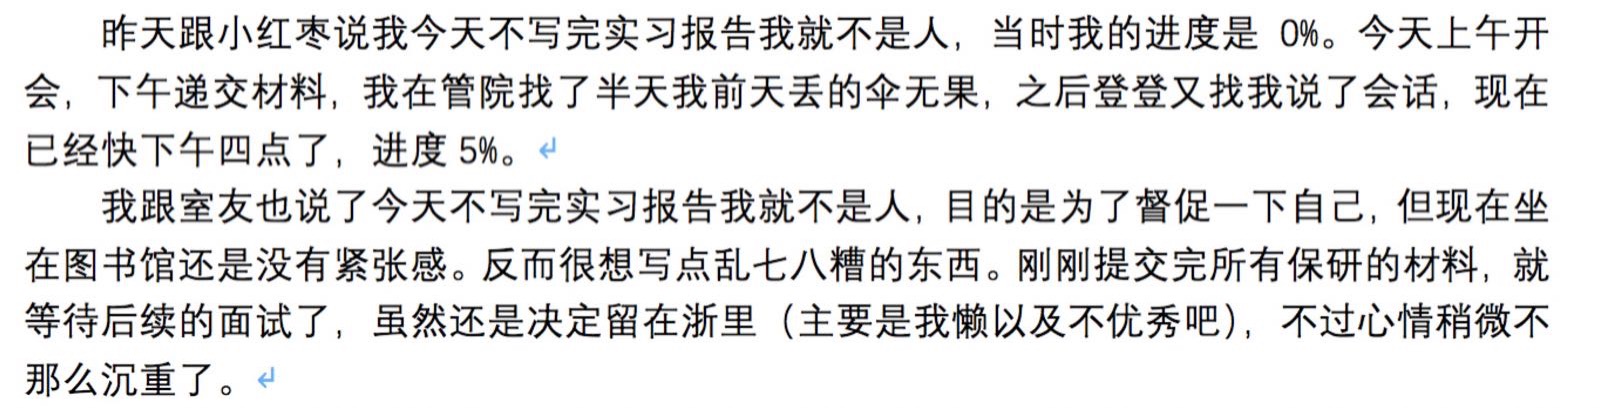 昨天跟小红枣说我今天不写完实习报告我就不是人，当时我的进度是 0%。今天上午开
会，下午递交材料，我在管院找了半天我前天丢的伞无果，之后登登又找我说了会话，现在
已经快下午四点了，进度 5%。↵
我跟室友也说了今天不写完实习报告我就不是人，目的是为了督促一下自己，但现在坐
在图书馆还是没有紧张感。反而很想写点乱七八糟的东西。刚刚提交完所有保研的材料，就
等待后续的面试了，虽然还是决定留在浙里（主要是我懒以及不优秀吧），不过心情稍微不
那么沉重了。↵